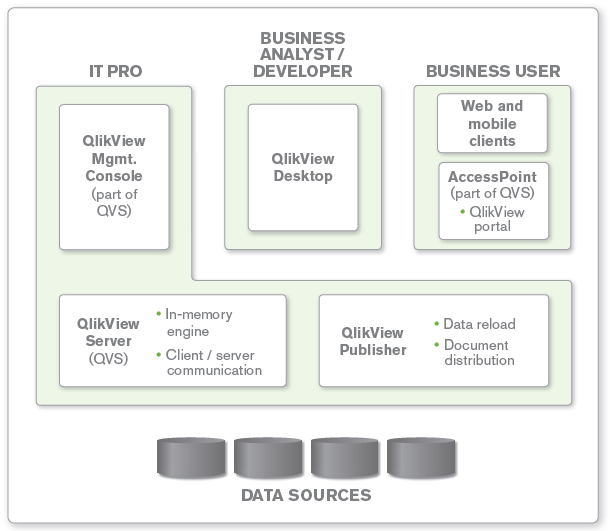 IT PRO
QlikView
Mgmt.
Console
(part of
QVS)
BUSINESS
ANALYST /
DEVELOPER
QlikView
Desktop
BUSINESS USER
Web and
mobile
clients
AccessPoint
(part of QVS)
• QlikView
portal
QlikView
Server
(QVS)
• In-memory
engine
• Client / server
communication
QlikView
Publisher
• Data reload
• Document
distribution
DATA SOURCES